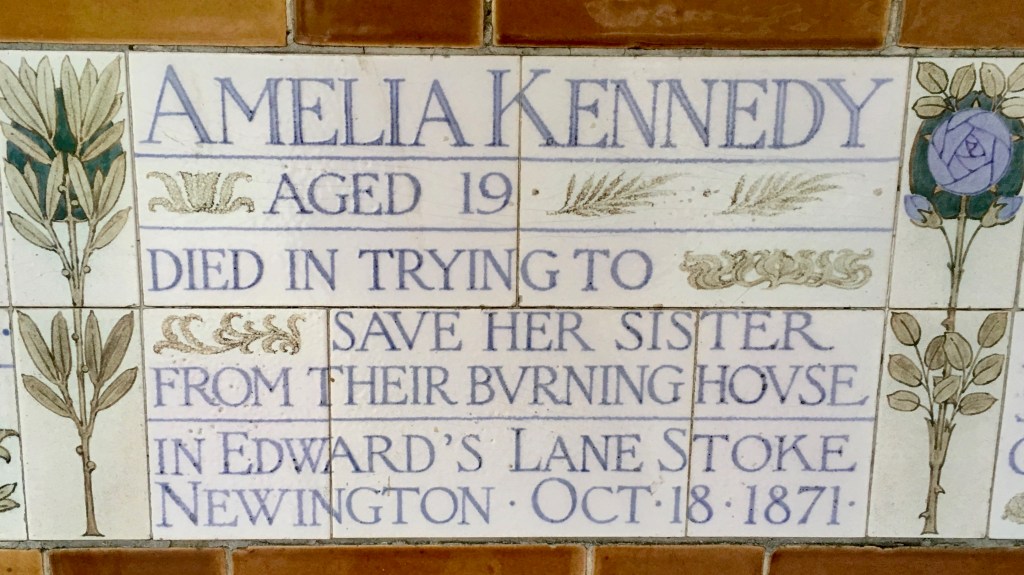 AMELIA KENNEDY
AGED 19
DIED IN TRYING TO
SAVE HER SISTER
FROM THEIR BVRNING HOVSE
IN EDWARD'S LANE STOKE
NEWINGTON · OCT · 18 · 1871 ·